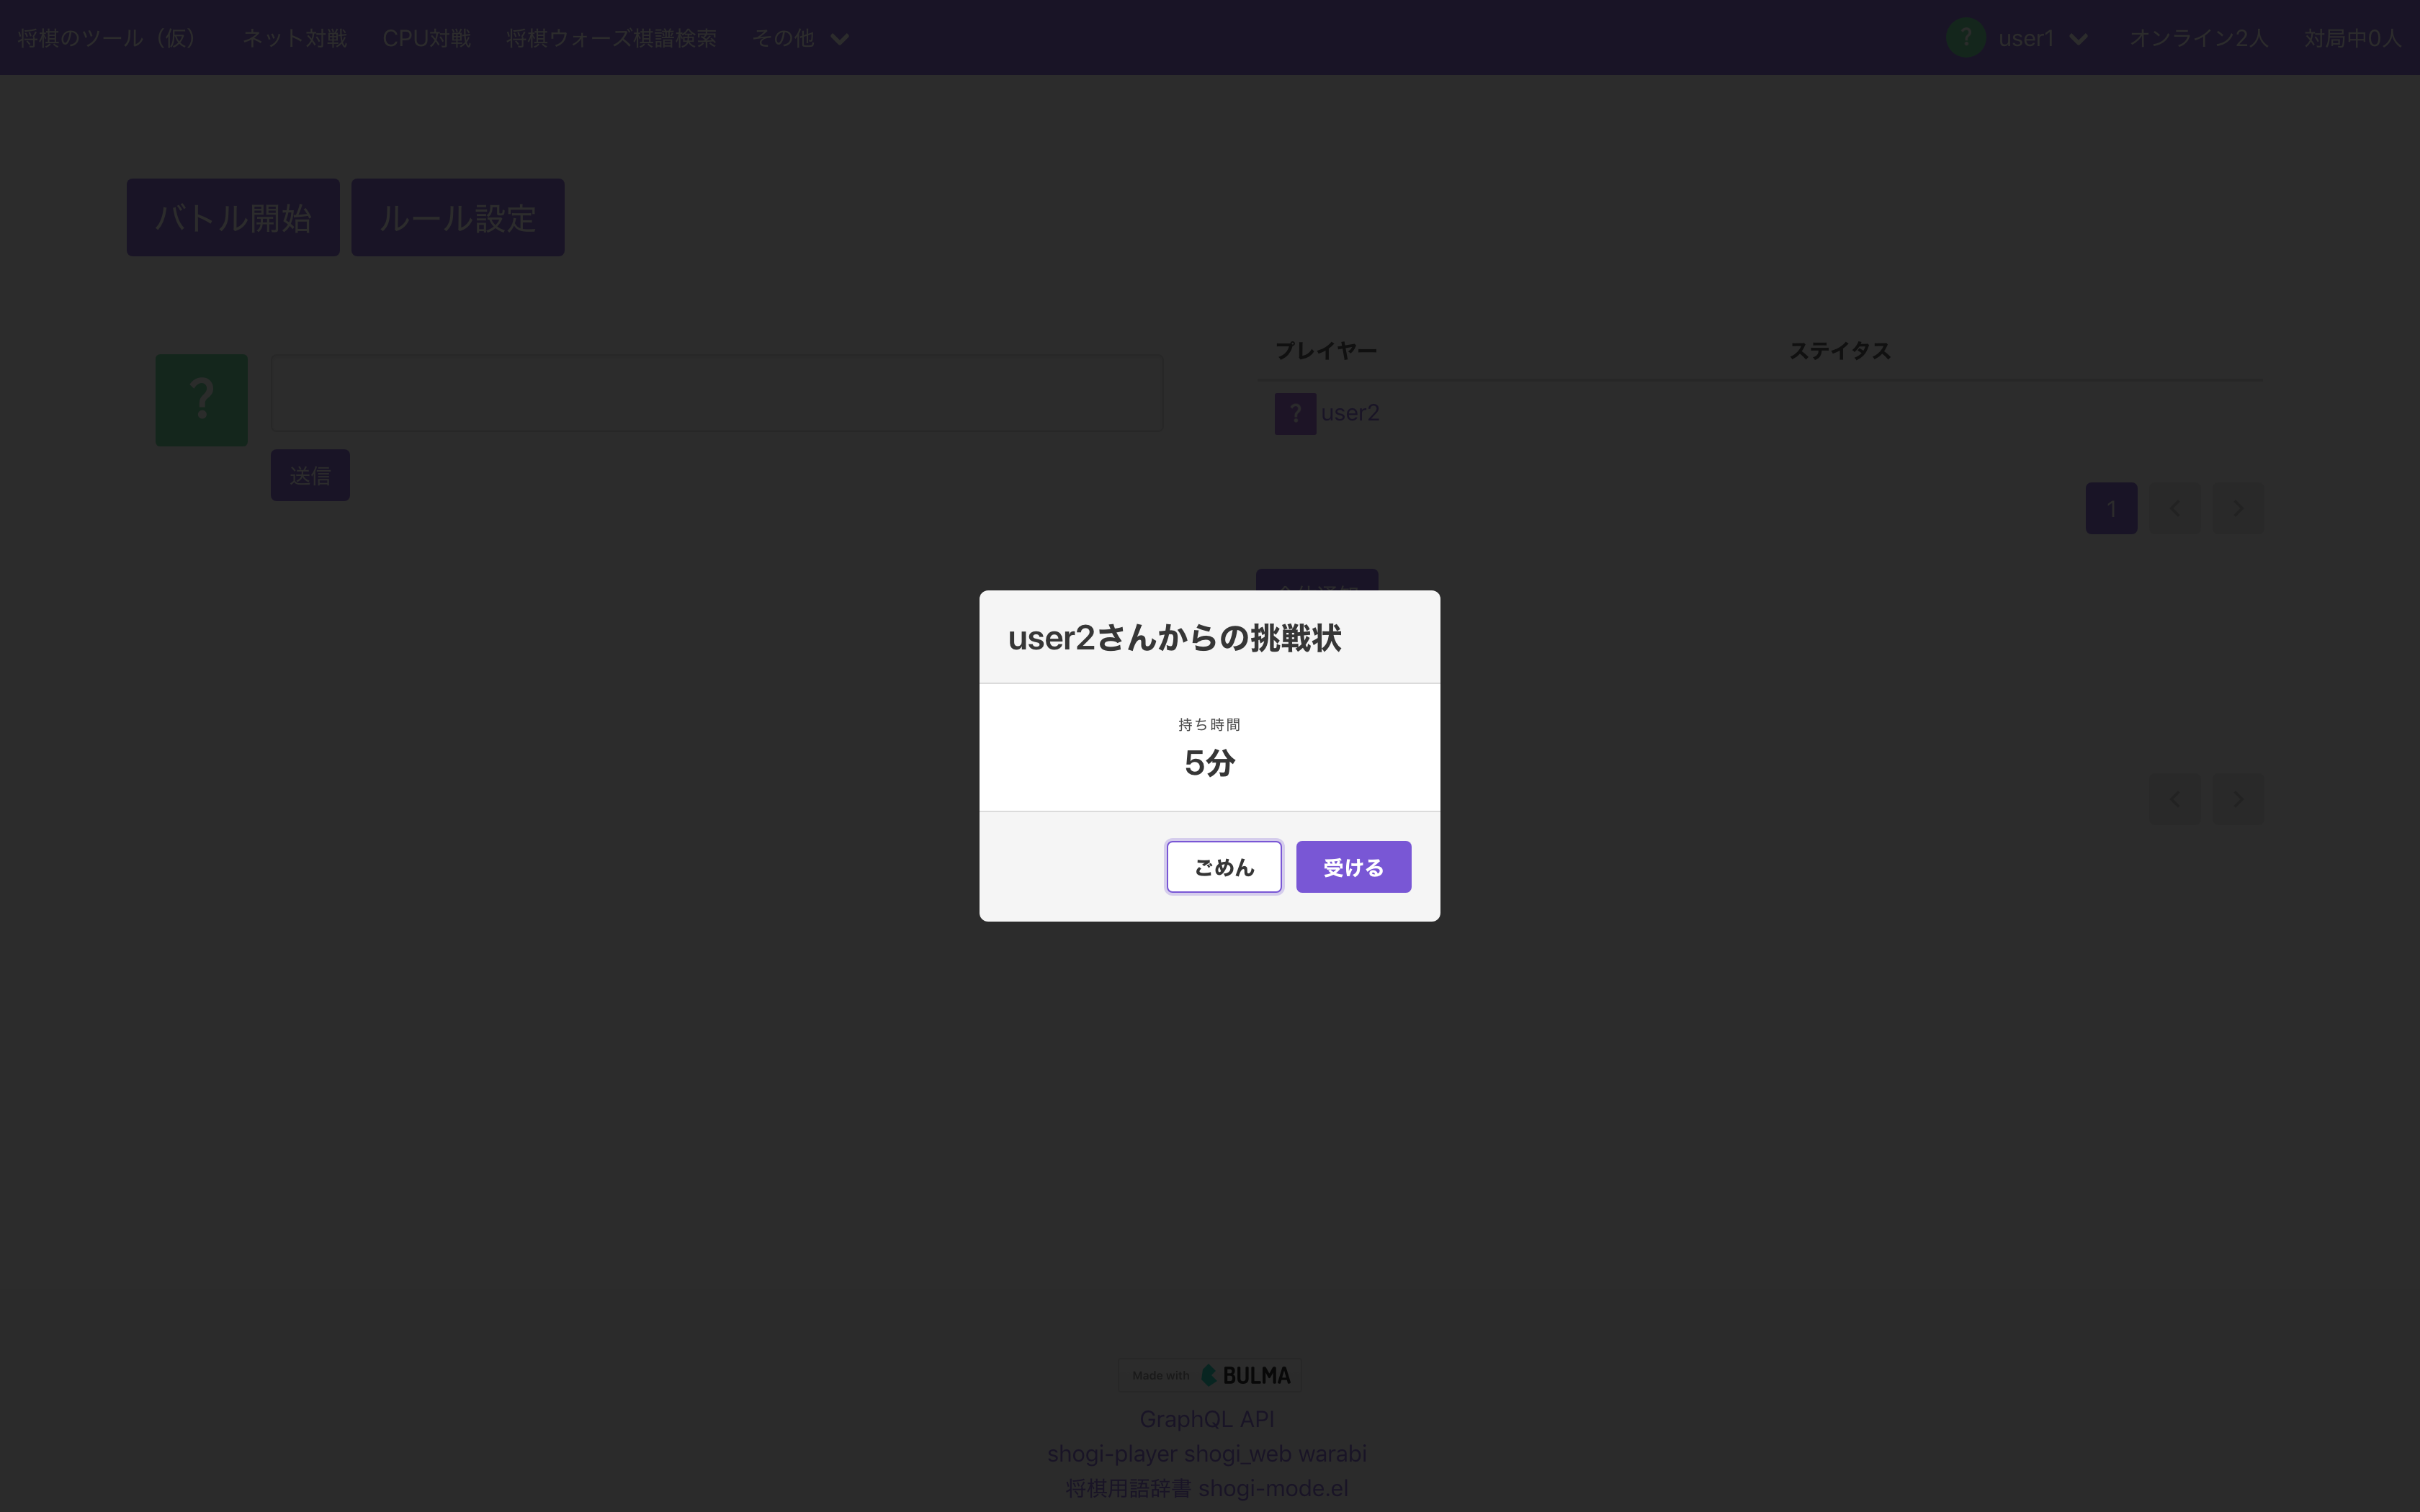 将棋のツール（仮） ネット対戦 CPU対戦 将棋ウォーズ棋譜検索 その他 ? user1 オンライン2人 対局中0人
バトル開始 ルール設定
プレイヤー ステイタス
? ? user2
送信
1
user2さんからの挑戦状
持ち時間
5分
ごめん 受ける
Made with BULMA
GraphQL API
shogi-player shogi_web warabi
将棋用語辞書 shogi-mode.el